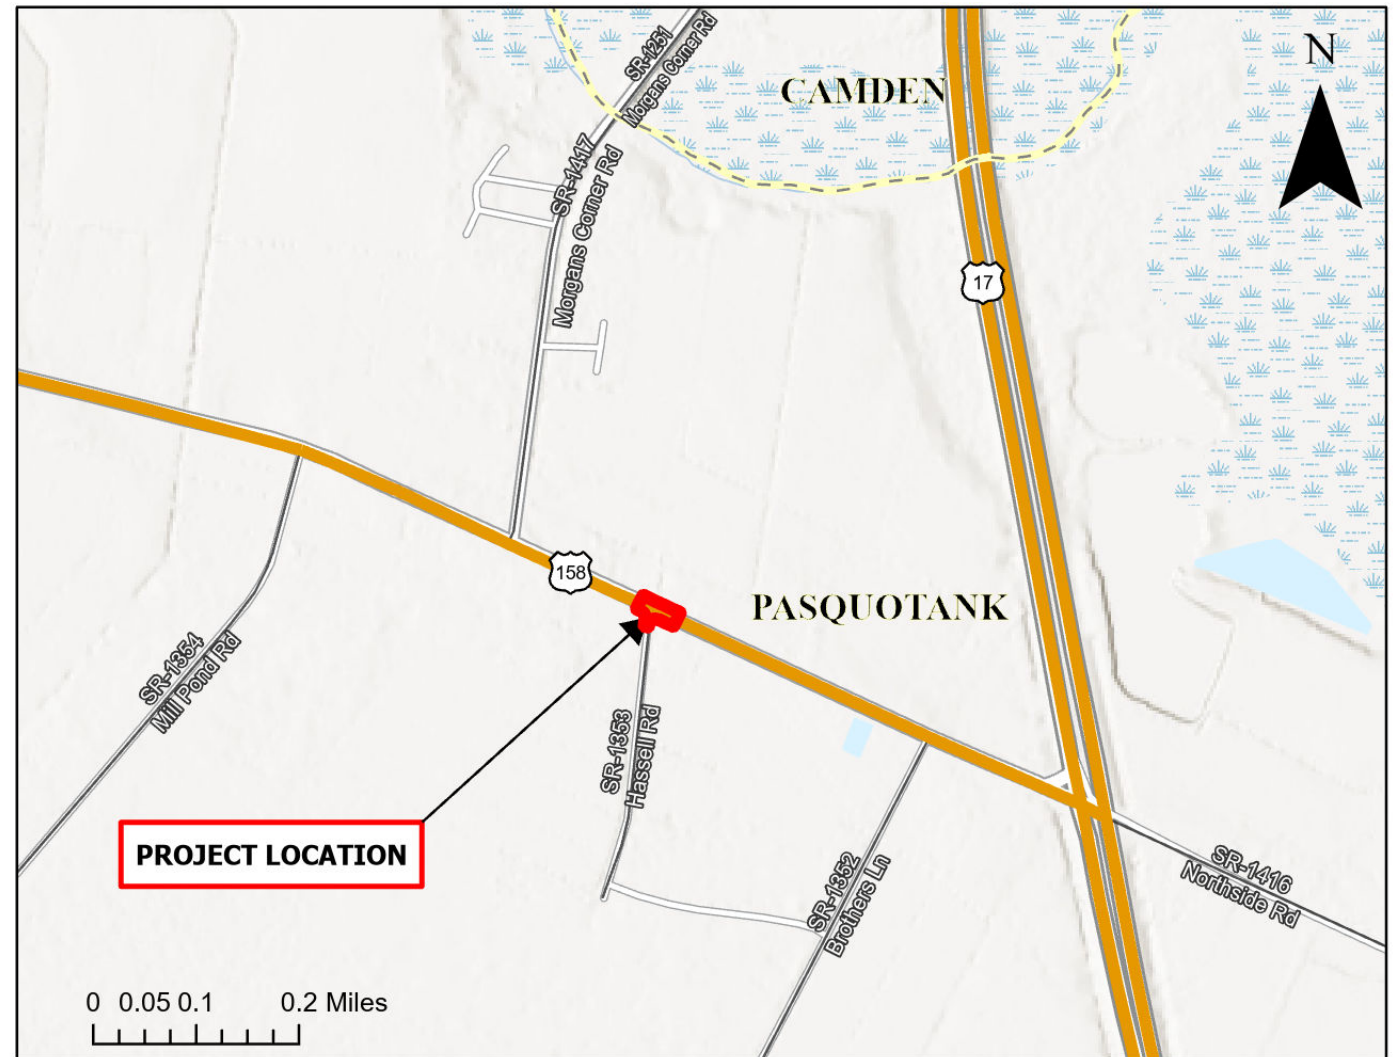 SR-1251
Morgans Corner Rd
N
CAMDEN
SR-1417
Morgans Corner Rd
17
158
PASQUOTANK
SR-1354
Mill Pond Rd
SR-1353
Hassell Rd
PROJECT LOCATION
SR-1352
Brothers Ln
SR-1416
Northside Rd
0 0.05 0.1 0.2 Miles